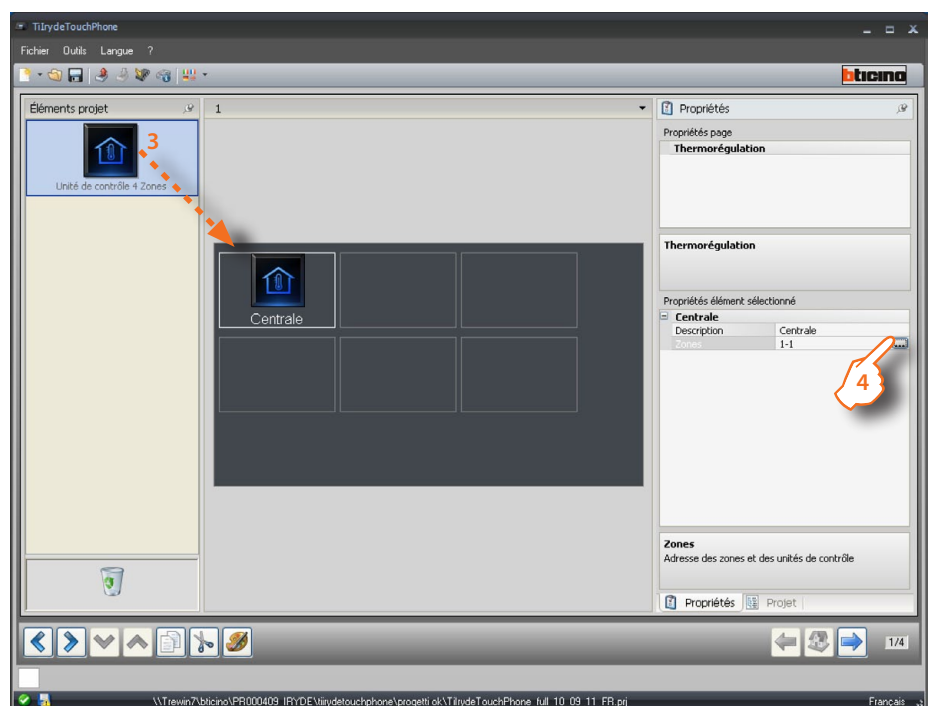 TiIrydeTouchPhone
Fichier Outils Langue ?
bticino
Éléments projet
1
Propriétés
3
Unité de contrôle 4 Zones
Propriétés page
Thermorégulation
Thermorégulation
Centrale
Propriétés élément sélectionné
Centrale
Description Centrale
Zones 1-1 ...
4
Zones
Adresse des zones et des unités de contrôle
Propriétés Projet
1/4
\\Trewin7\bticino\PR000409_IRYDE\tiirydetouchphone\progetti ok\TiIrydeTouchPhone_full_10_09_11_FR.prj
Français